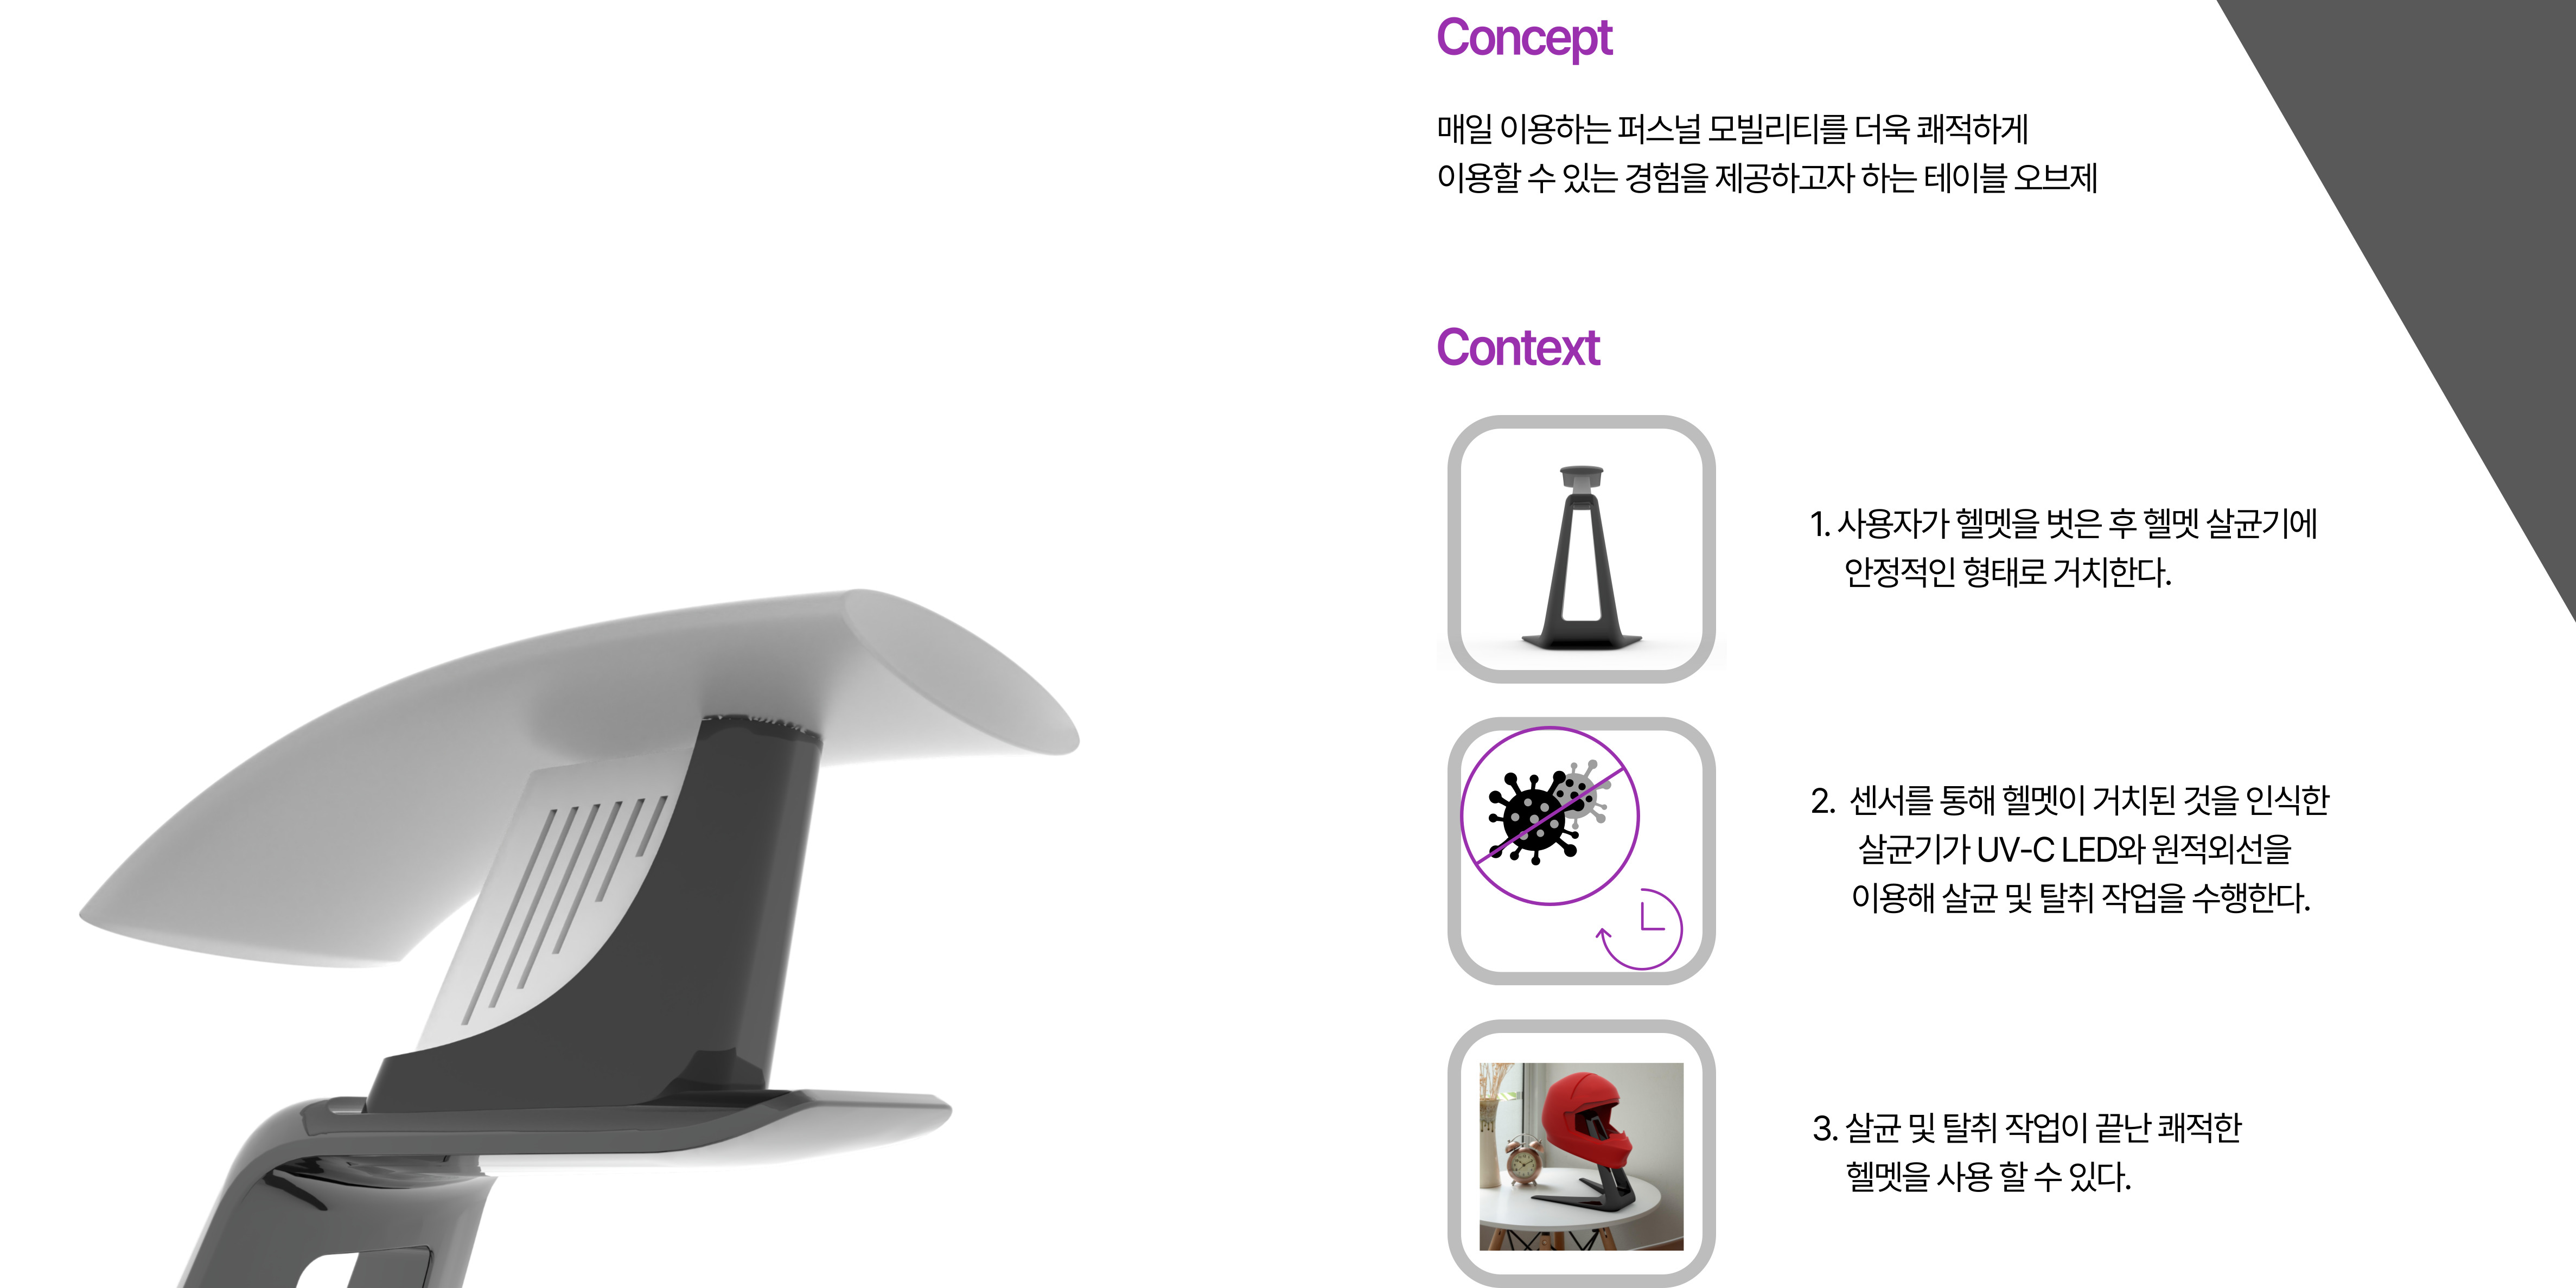 Concept
매일 이용하는 퍼스널 모빌리티를 더욱 쾌적하게
이용할 수 있는 경험을 제공하고자 하는 테이블 오브제
Context
1. 사용자가 헬멧을 벗은 후 헬멧 살균기에
안정적인 형태로 거치한다.
2. 센서를 통해 헬멧이 거치된 것을 인식한
살균기가 UV-C LED와 원적외선을
이용해 살균 및 탈취 작업을 수행한다.
3. 살균 및 탈취 작업이 끝난 쾌적한
헬멧을 사용 할 수 있다.